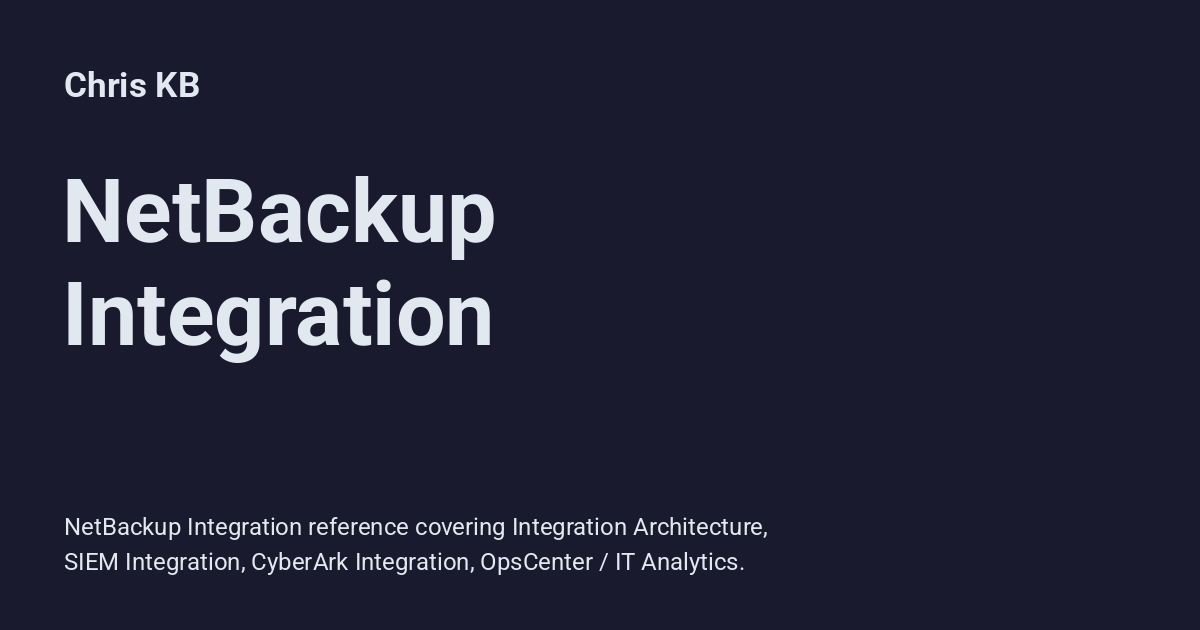 Chris KB
NetBackup
Integration
NetBackup Integration reference covering Integration Architecture,
SIEM Integration, CyberArk Integration, OpsCenter / IT Analytics.